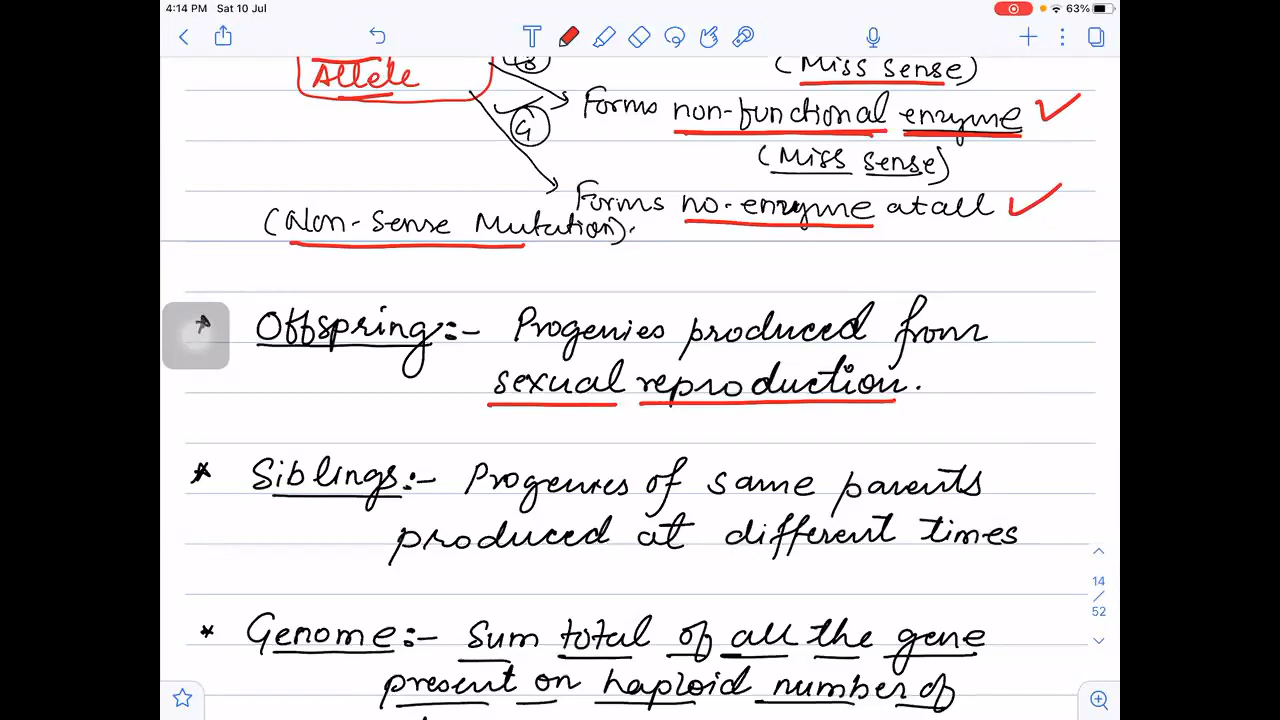 4:14 PM Sat 10 Jul
63%
(Miss sense)
Allele
Forms non-functional enzyme
(Miss sense)
Forms no-enzyme at all
(Non-Sense Mutation).
Offspring:- Progenies produced from
sexual reproduction.
* Siblings:- Progenies of same parents
produced at different times
14
/
52
* Genome:- Sum total of all the gene
present on haploid number of